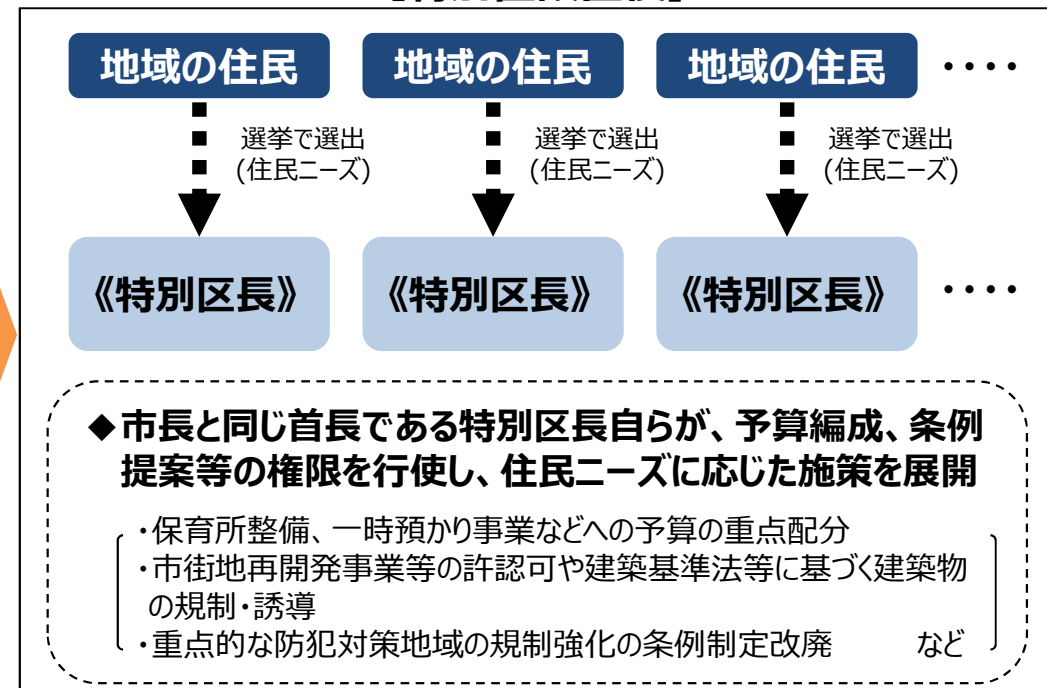 地域の住民 地域の住民 地域の住民 ・・・・
選挙で選出 選挙で選出 選挙で選出
(住民ニーズ) (住民ニーズ) (住民ニーズ)
《特別区長》 《特別区長》 《特別区長》 ・・・・
◆市長と同じ首長である特別区長自らが、予算編成、条例
提案等の権限を行使し、住民ニーズに応じた施策を展開
・保育所整備、一時預かり事業などへの予算の重点配分
・市街地再開発事業等の許認可や建築基準法等に基づく建築物
の規制・誘導
・重点的な防犯対策地域の規制強化の条例制定改廃 など